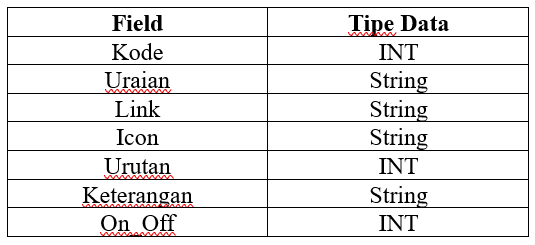 Field Tipe Data
Kode INT
Uraian String
Link String
Icon String
Urutan INT
Keterangan String
On_Off INT